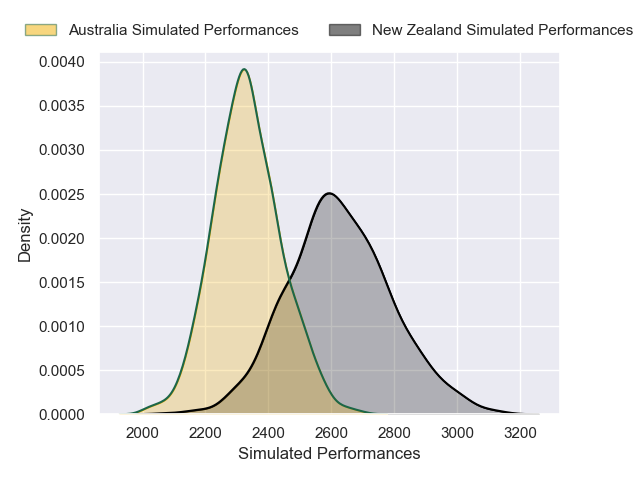 Australia Simulated Performances
New Zealand Simulated Performances
0.0040
0.0035
0.0030
0.0025
0.0020
0.0015
0.0010
0.0005
0.0000
Density
2000 2200 2400 2600 2800 3000 3200
Simulated Performances